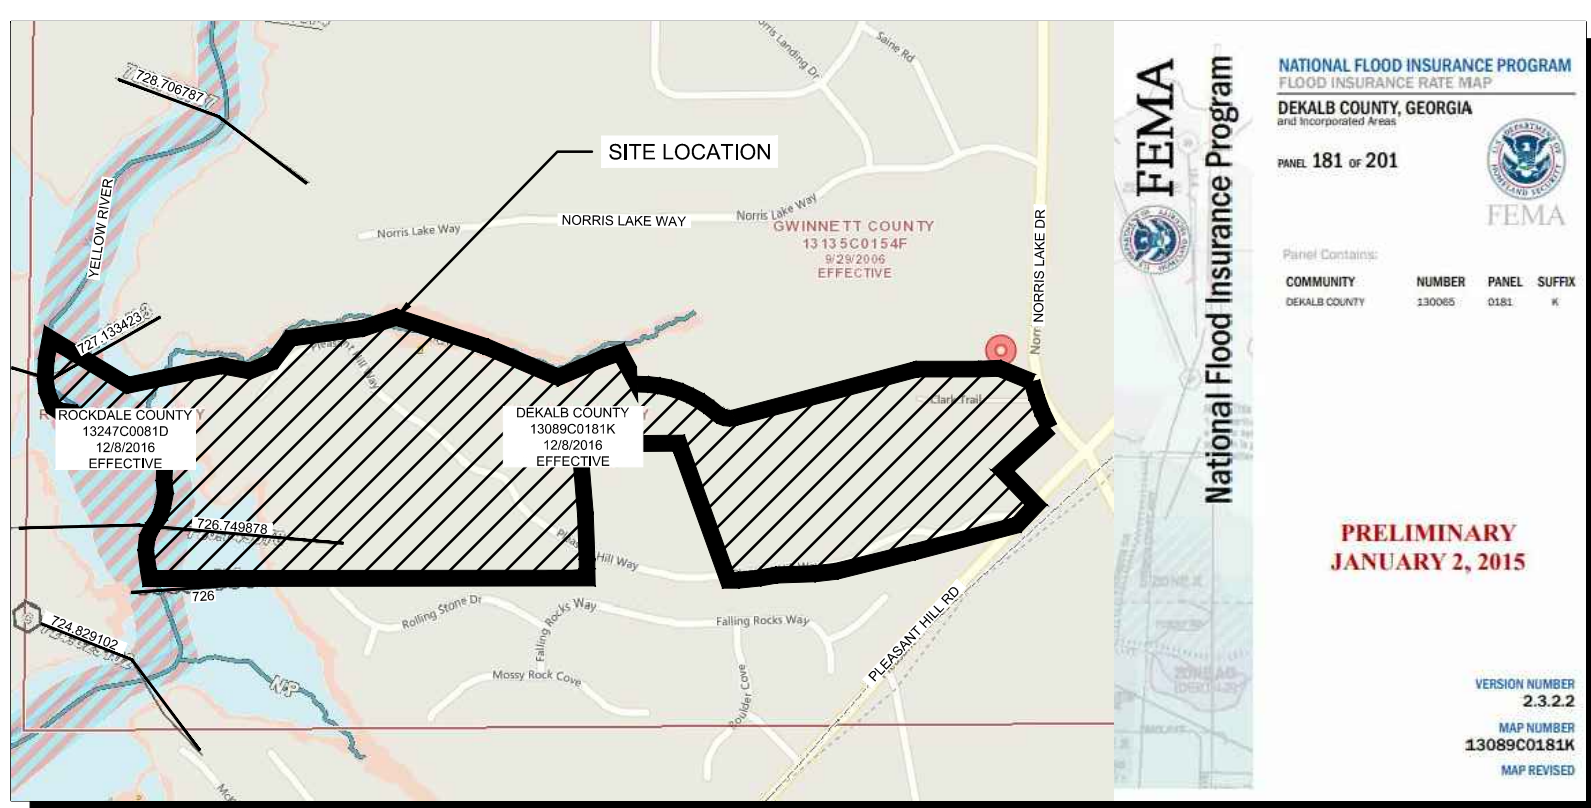 728.706787
Norris Landing Dr
Saine Rd
SITE LOCATION
YELLOW RIVER
Norris Lake Way
NORRIS LAKE WAY
Norris Lake Way
GWINNETT COUNTY
13135C0154F
9/29/2006
EFFECTIVE
NORRIS LAKE DR
727.133423
Pleasant Hill Way
Clark Trail
ROCKDALE COUNTY
13247C0081D
12/8/2016
EFFECTIVE
DEKALB COUNTY
13089C0181K
12/8/2016
EFFECTIVE
726.749878
Pleasant Hill Way
726
724.829102
Rolling Stone Dr
Falling Rocks Way
Falling Rocks Way
Mossy Rock Cove
Boulder Cove
PLEASANT HILL RD
NP
FEMA
National Flood Insurance Program
NATIONAL FLOOD INSURANCE PROGRAM
FLOOD INSURANCE RATE MAP
DEKALB COUNTY, GEORGIA
and Incorporated Areas
PANEL 181 OF 201
FEMA
Panel Contains:
COMMUNITY NUMBER PANEL SUFFIX
DEKALB COUNTY 130065 0181 K
PRELIMINARY
JANUARY 2, 2015
VERSION NUMBER
2.3.2.2
MAP NUMBER
13089C0181K
MAP REVISED